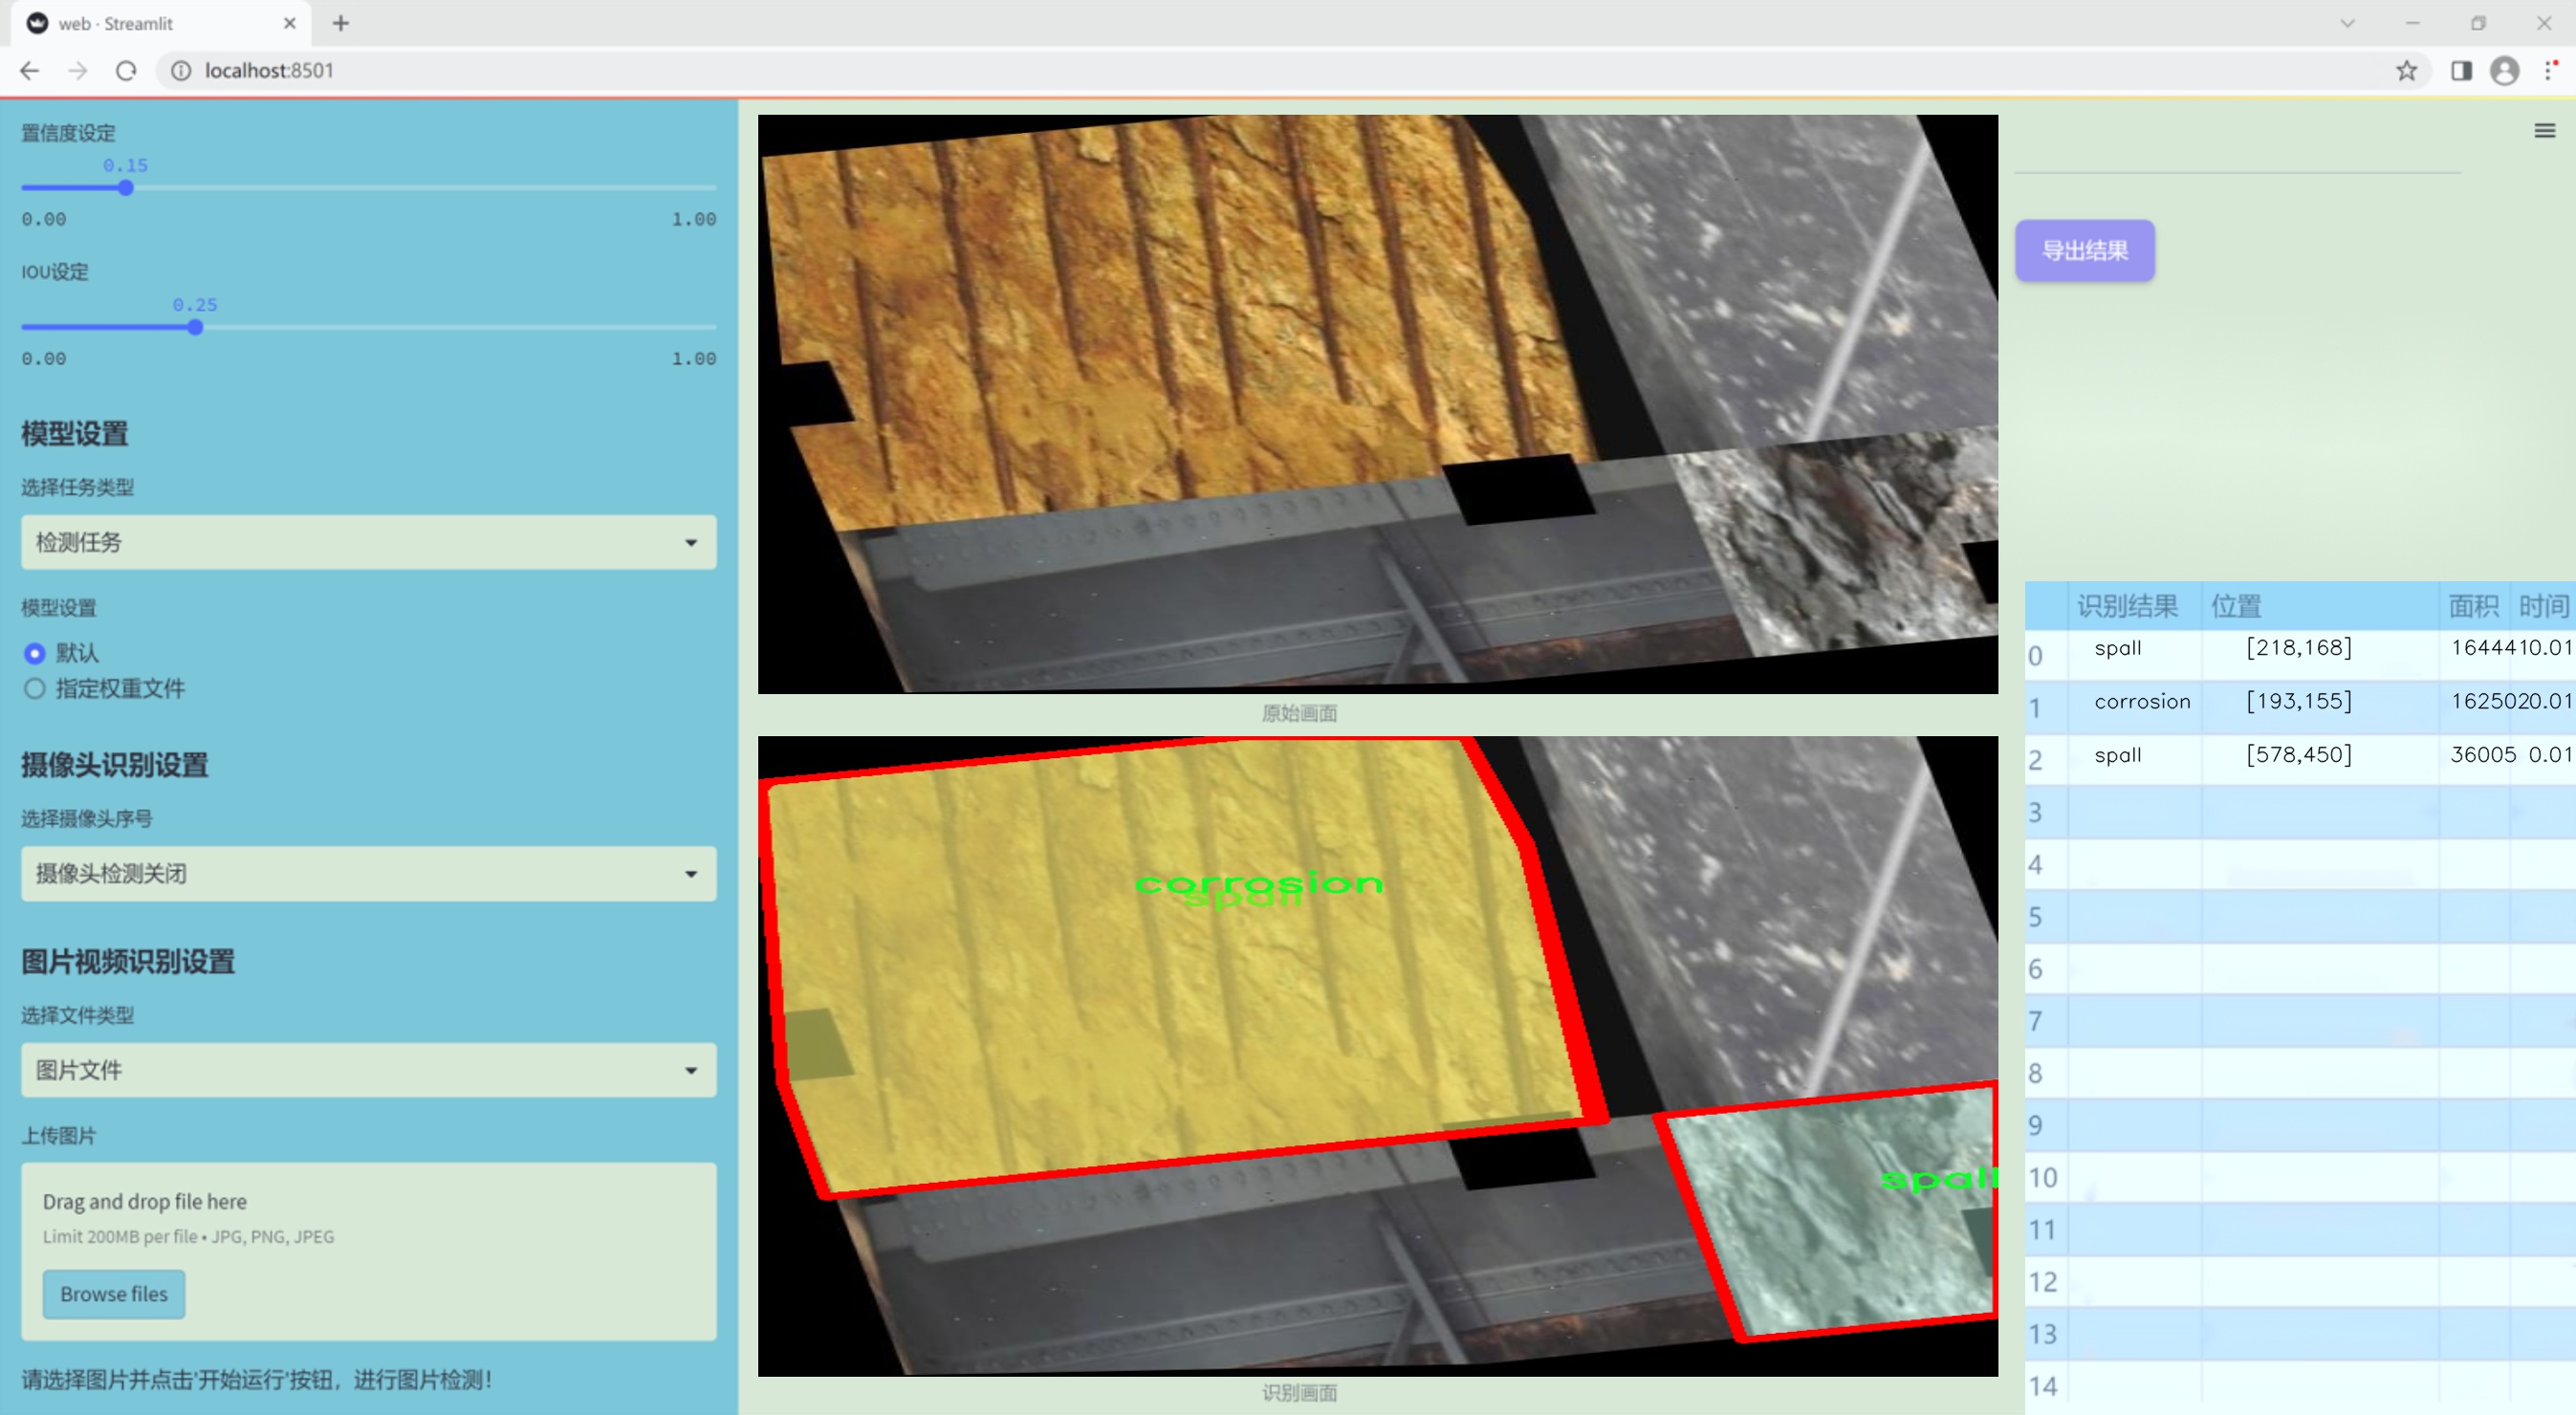 web · Streamlit
localhost:8501
置信度设定
0.15
0.00 1.00
IOU设定
0.25
0.00 1.00
模型设置
选择任务类型
检测任务
模型设置
默认
指定权重文件
摄像头识别设置
选择摄像头序号
摄像头检测关闭
图片视频识别设置
选择文件类型
图片文件
上传图片
Drag and drop file here
Limit 200MB per file • JPG, PNG, JPEG
Browse files
请选择图片并点击'开始运行'按钮，进行图片检测！
原始画面
corrosion
spall
spall
识别画面
导出结果
识别结果 位置 面积 时间
0 spall [218,168] 1644410.01
1 corrosion [193,155] 1625020.01
2 spall [578,450] 36005 0.01
3
4
5
6
7
8
9
10
11
12
13
14